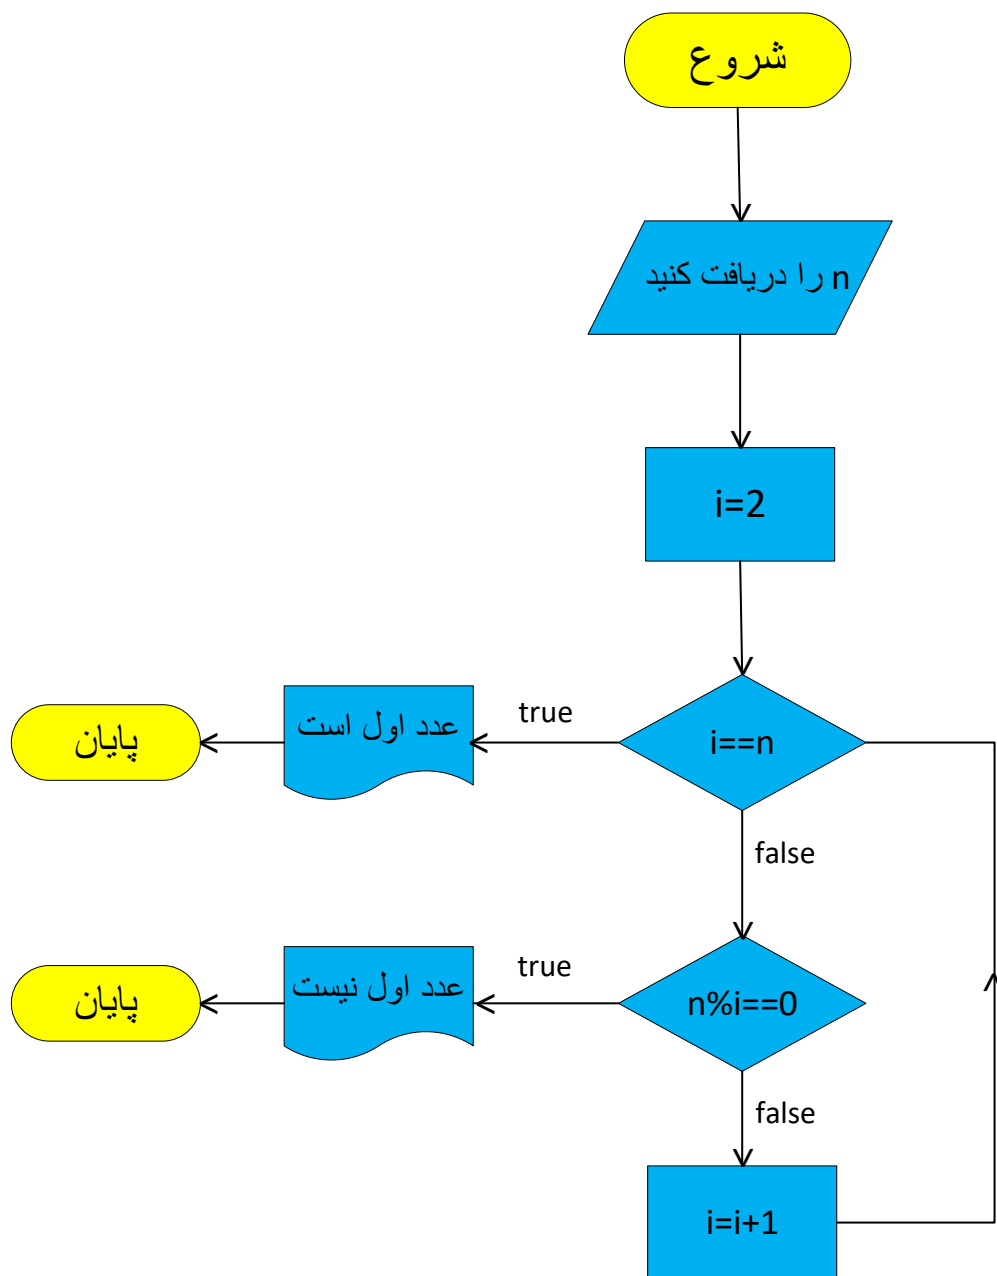 شروع
n را دریافت کنید
i=2
i==n
true
عدد اول است
پایان
false
n%i==0
true
عدد اول نیست
پایان
false
i=i+1